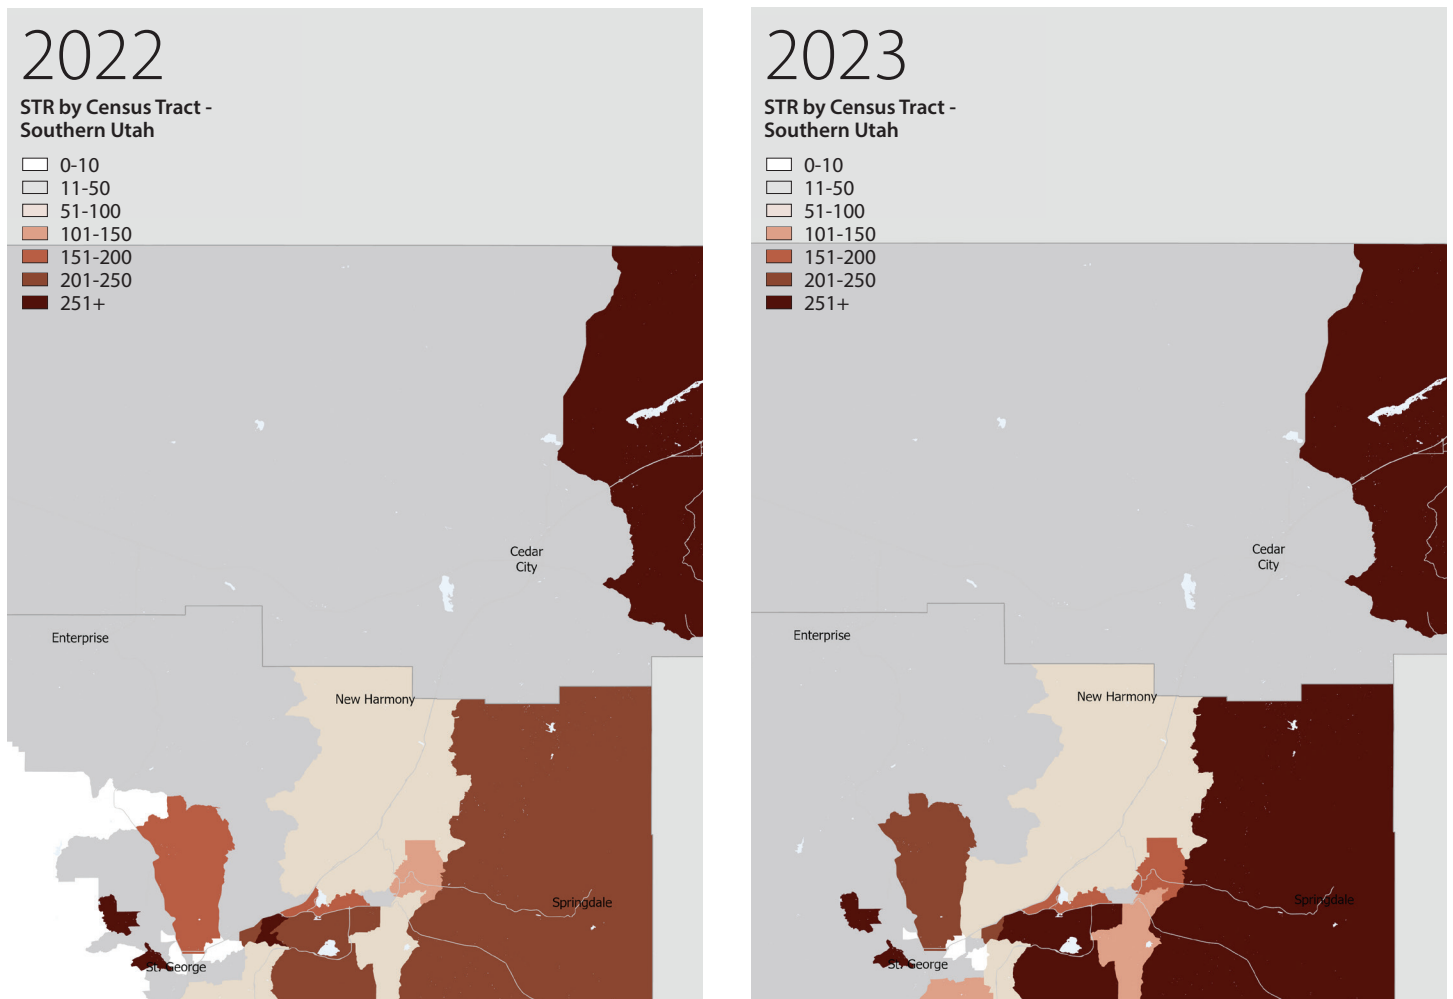 2022
STR by Census Tract -
Southern Utah
0-10
11-50
51-100
101-150
151-200
201-250
251+
Cedar
City
Enterprise
New Harmony
Springdale
St. George
2023
STR by Census Tract -
Southern Utah
0-10
11-50
51-100
101-150
151-200
201-250
251+
Cedar
City
Enterprise
New Harmony
Springdale
St. George